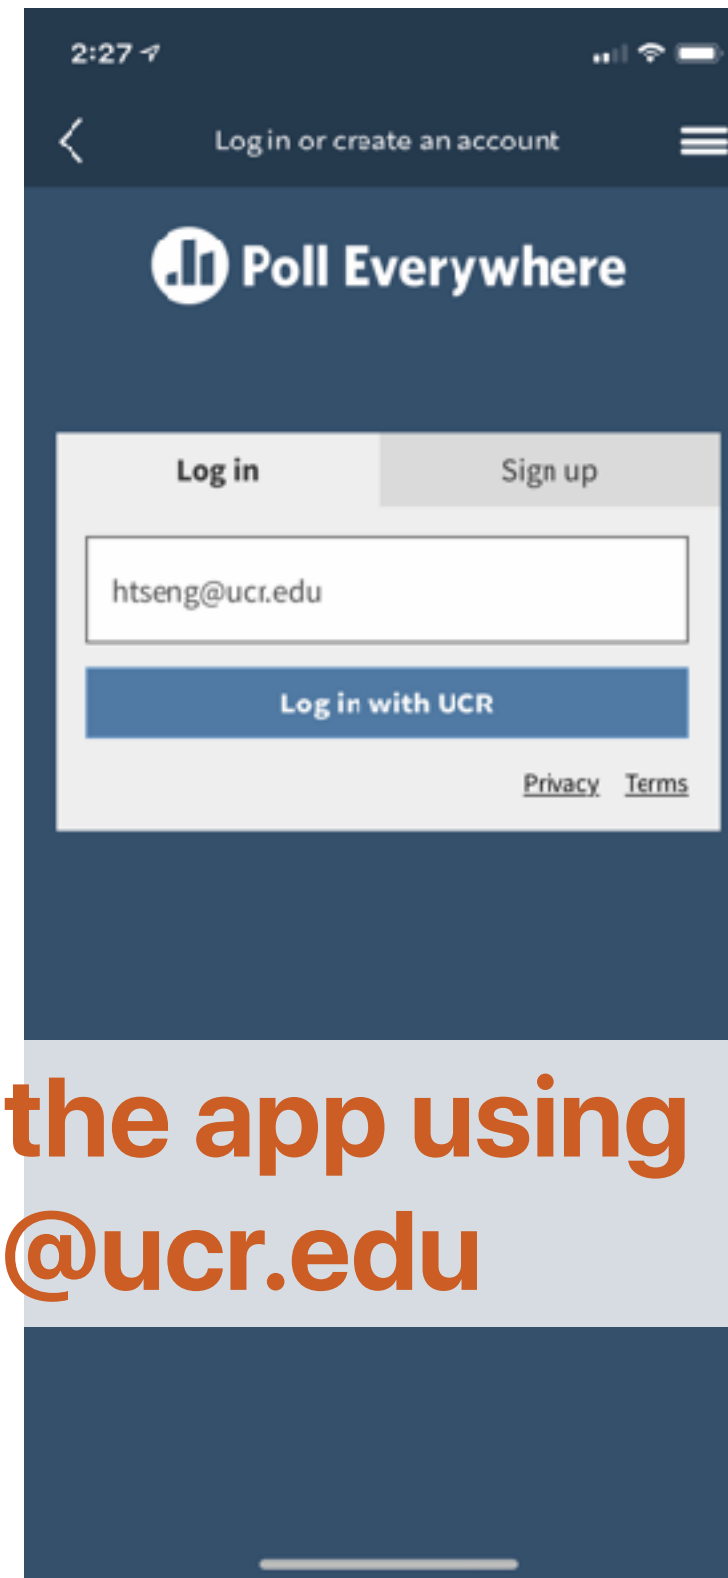 2:27
Log in or create an account
Poll Everywhere
Log in Sign up
htseng@ucr.edu
Log in with UCR
Privacy Terms
the app using
@ucr.edu